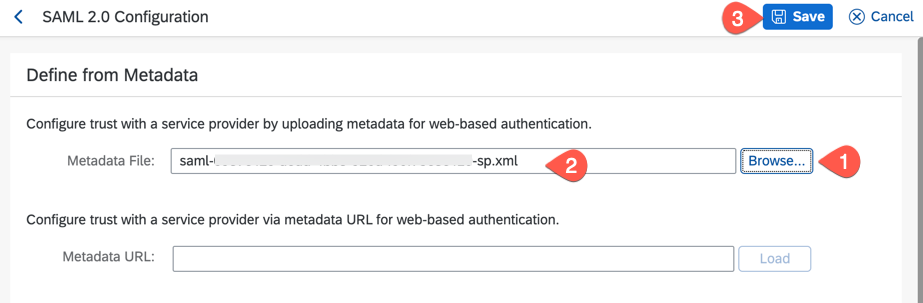 SAML 2.0 Configuration
3
Save
Cancel
Define from Metadata
Configure trust with a service provider by uploading metadata for web-based authentication.
Metadata File: saml- -sp.xml 2 Browse... 1
Configure trust with a service provider via metadata URL for web-based authentication.
Metadata URL: Load